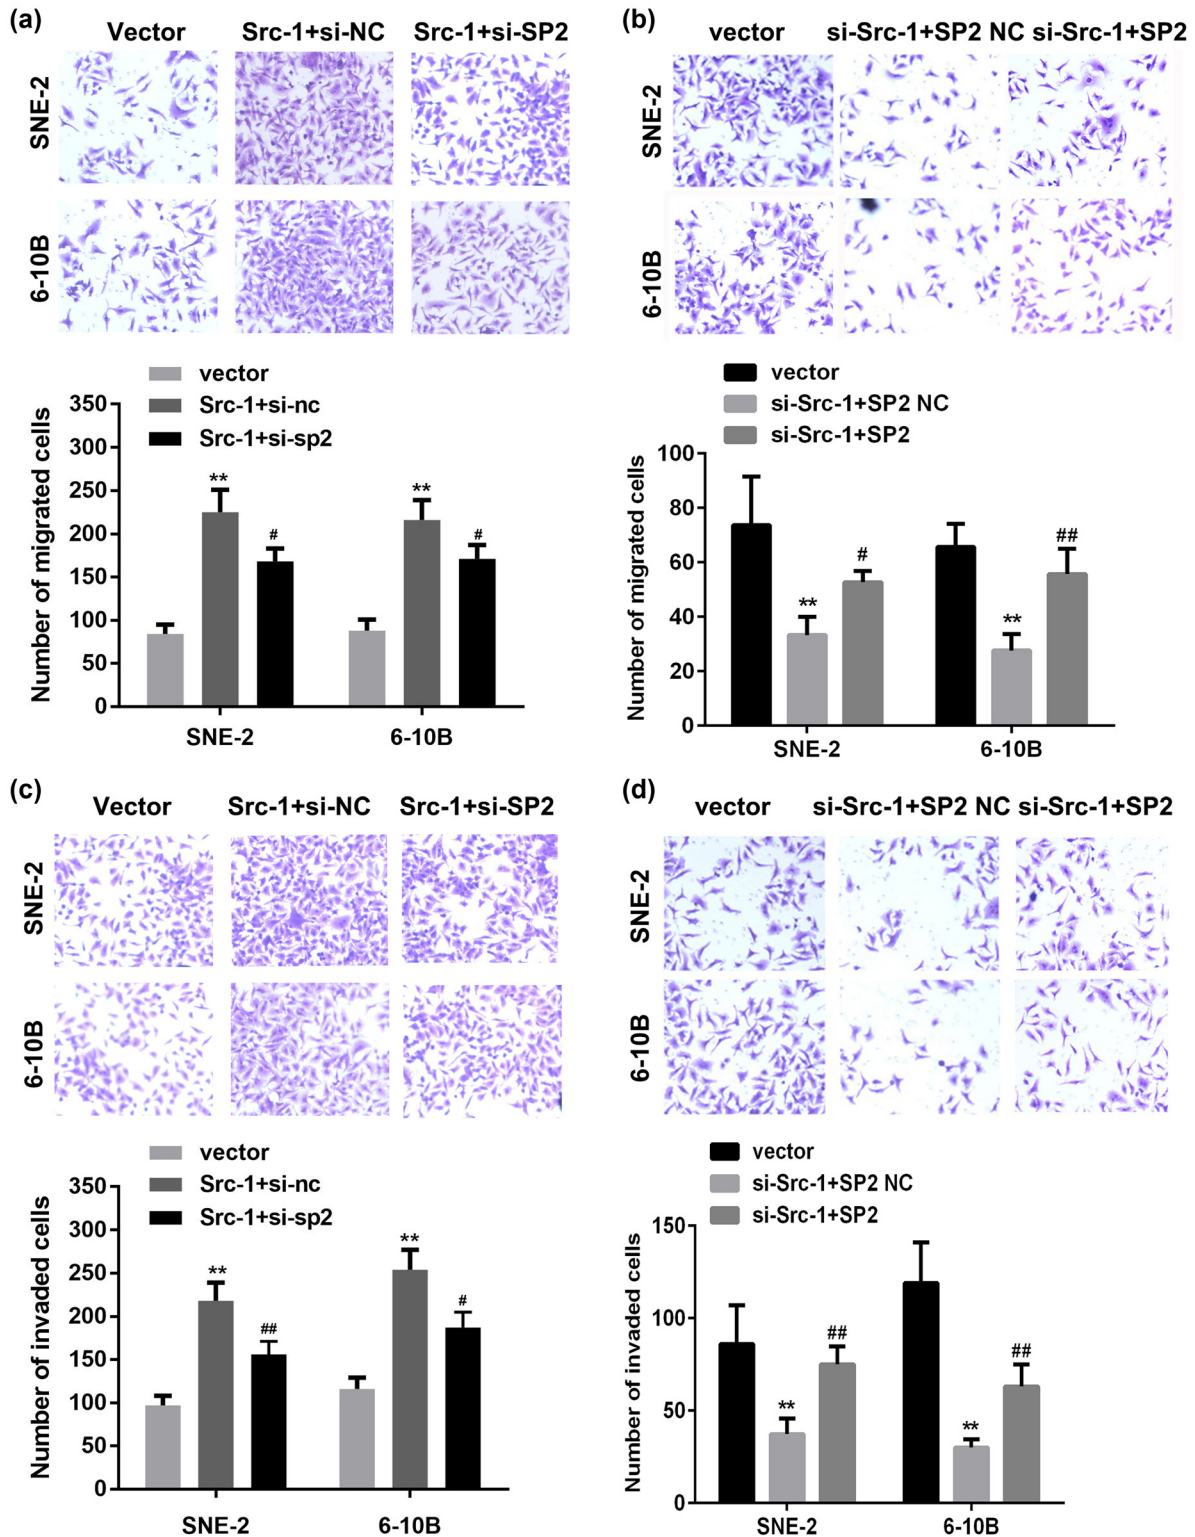 (a)
Vector Src-1+si-NC Src-1+si-SP2
SNE-2
6-10B
vector
Src-1+si-nc
Src-1+si-sp2
Number of migrated cells
350
300
250
200
150
100
50
0
** # ** #
SNE-2 6-10B
(b)
vector si-Src-1+SP2 NC si-Src-1+SP2
SNE-2
6-10B
vector
si-Src-1+SP2 NC
si-Src-1+SP2
Number of migrated cells
100
80
60
40
20
0
** # ** ##
SNE-2 6-10B
(c)
Vector Src-1+si-NC Src-1+si-SP2
SNE-2
6-10B
vector
Src-1+si-nc
Src-1+si-sp2
Number of invaded cells
350
300
250
200
150
100
50
0
** ## ** #
SNE-2 6-10B
(d)
vector si-Src-1+SP2 NC si-Src-1+SP2
SNE-2
6-10B
vector
si-Src-1+SP2 NC
si-Src-1+SP2
Number of invaded cells
150
100
50
0
** ## ** ##
SNE-2 6-10B